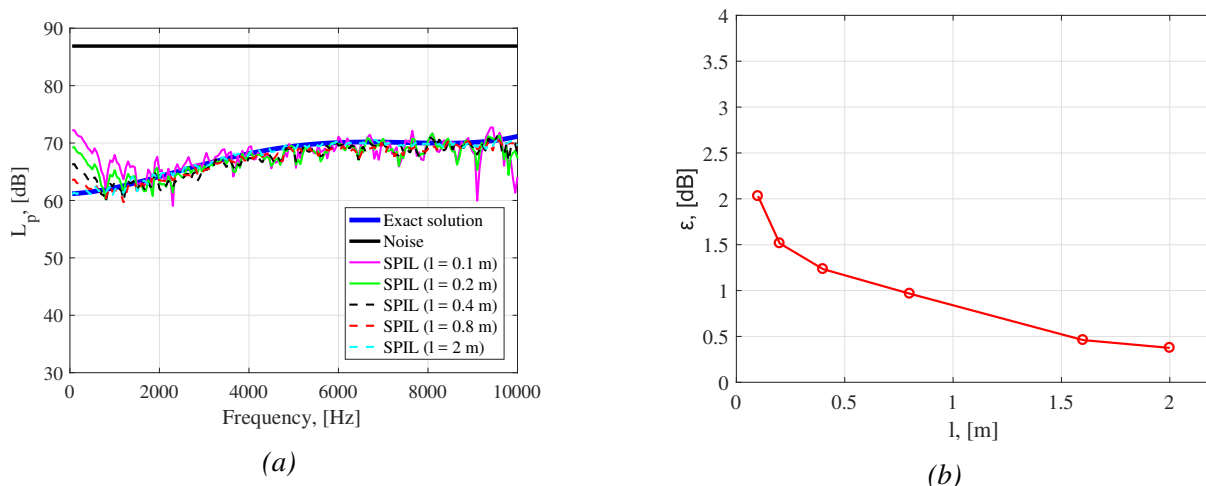 90
80
70
60
50
40
30
L_p, [dB]
Exact solution
Noise
SPIL (l = 0.1 m)
SPIL (l = 0.2 m)
SPIL (l = 0.4 m)
SPIL (l = 0.8 m)
SPIL (l = 2 m)
0 2000 4000 6000 8000 10000
Frequency, [Hz]
(a)
4
3.5
3
2.5
2
1.5
1
0.5
0
ε, [dB]
0 0.5 1 1.5 2
l, [m]
(b)